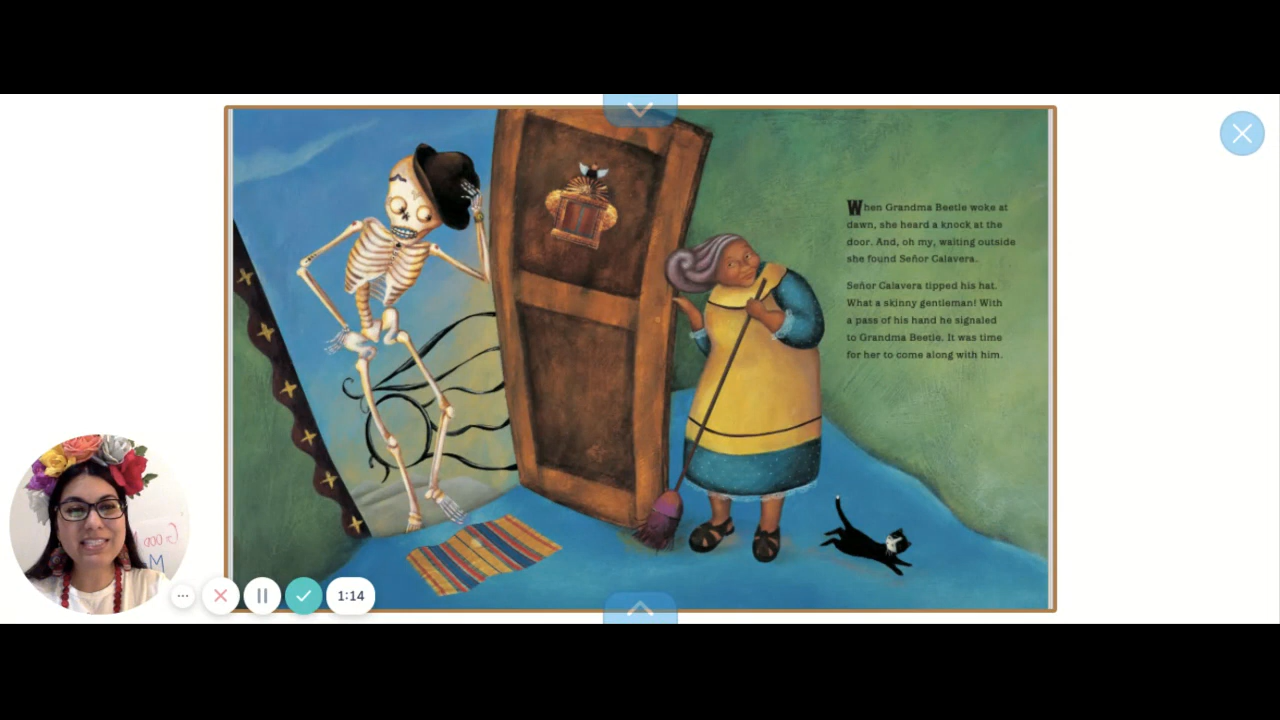 When Grandma Beetle woke at
dawn, she heard a knock at the
door. And, oh my, waiting outside
she found Señor Calavera.
Señor Calavera tipped his hat.
What a skinny gentleman! With
a pass of his hand he signaled
to Grandma Beetle. It was time
for her to come along with him.
1:14